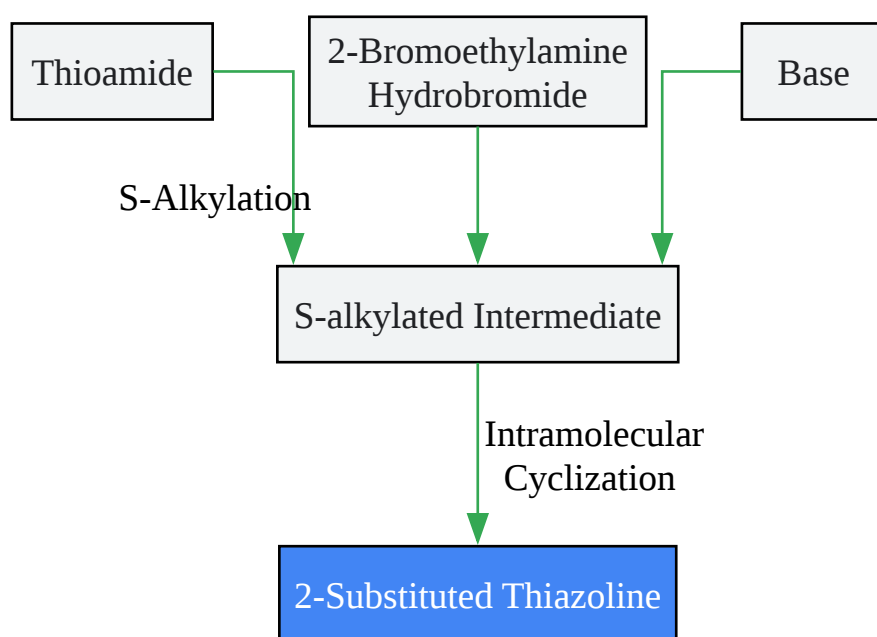 Thioamide
2-Bromoethylamine
Hydrobromide
Base
S-Alkylation
S-alkylated Intermediate
Intramolecular
Cyclization
2-Substituted Thiazoline